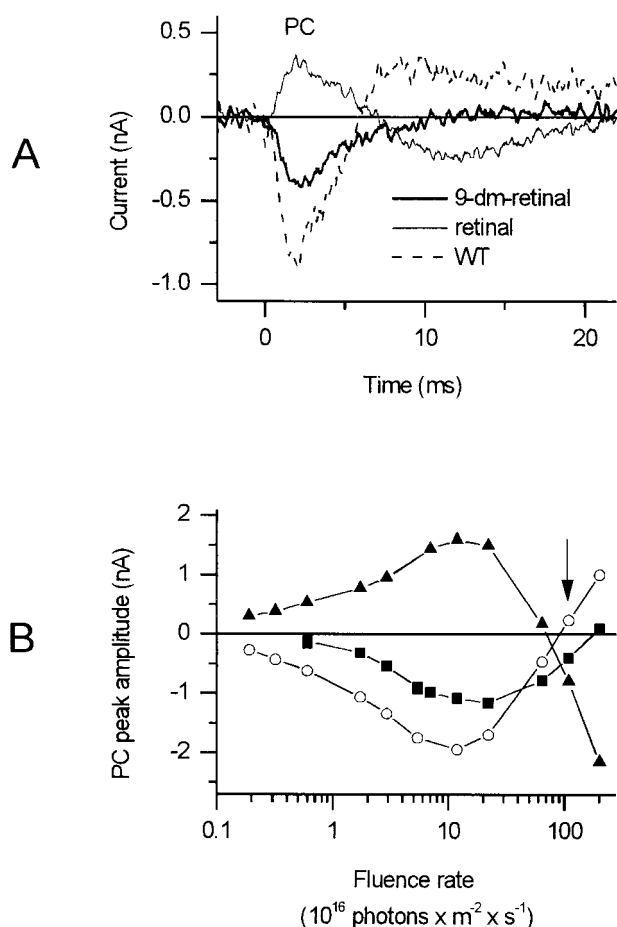 A
PC
Current (nA)
0.5
0.0
-0.5
-1.0
9-dm-retinal
retinal
WT
0
10
20
Time (ms)
B
PC peak amplitude (nA)
2
1
0
-1
-2
0.1
1
10
100
Fluence rate
(10¹⁶ photons x m⁻² x s⁻¹)